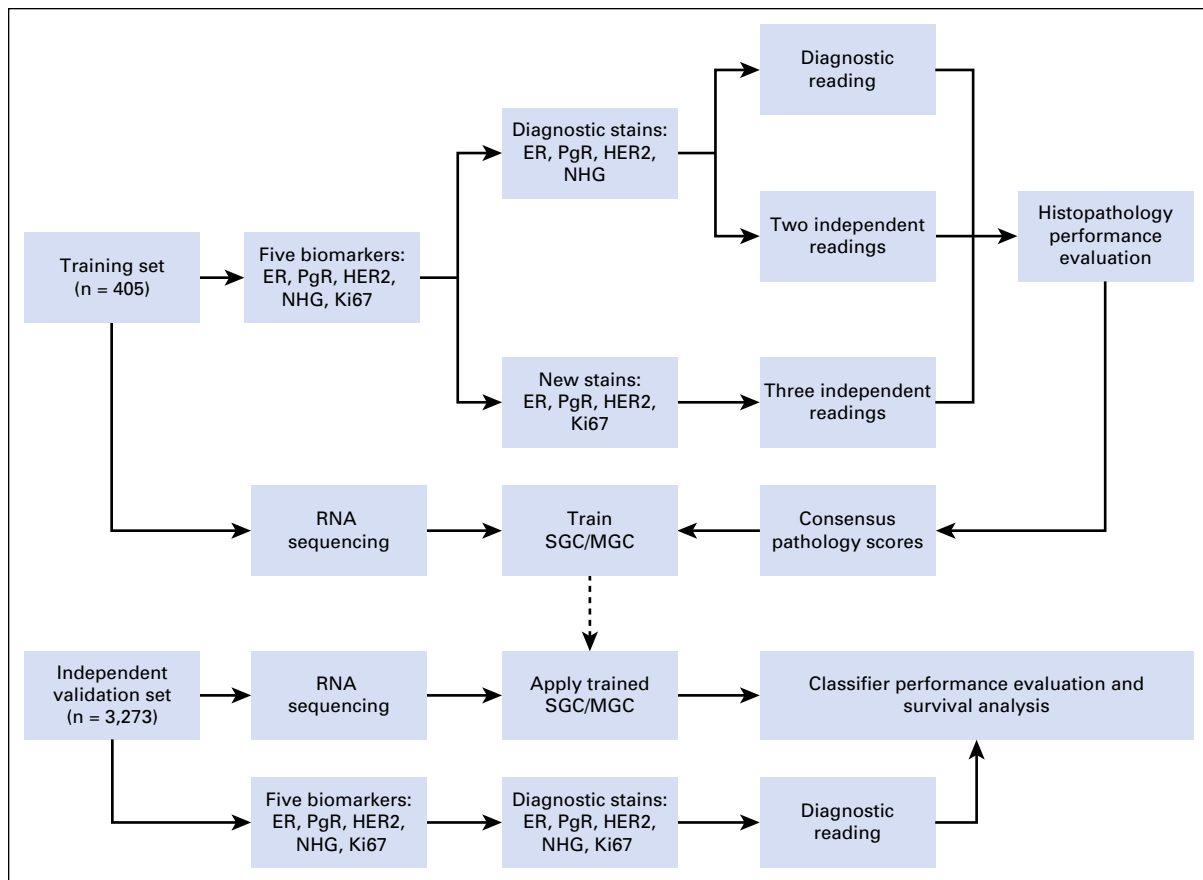 Diagnostic
reading
Diagnostic stains:
ER, PgR, HER2,
NHG
Two independent
readings
Histopathology
performance
evaluation
Training set
(n = 405)
Five biomarkers:
ER, PgR, HER2,
NHG, Ki67
New stains:
ER, PgR, HER2,
Ki67
Three independent
readings
RNA
sequencing
Train
SGC/MGC
Consensus
pathology scores
Independent
validation set
(n = 3,273)
RNA
sequencing
Apply trained
SGC/MGC
Classifier performance evaluation and
survival analysis
Five biomarkers:
ER, PgR, HER2,
NHG, Ki67
Diagnostic stains:
ER, PgR, HER2,
NHG, Ki67
Diagnostic
reading